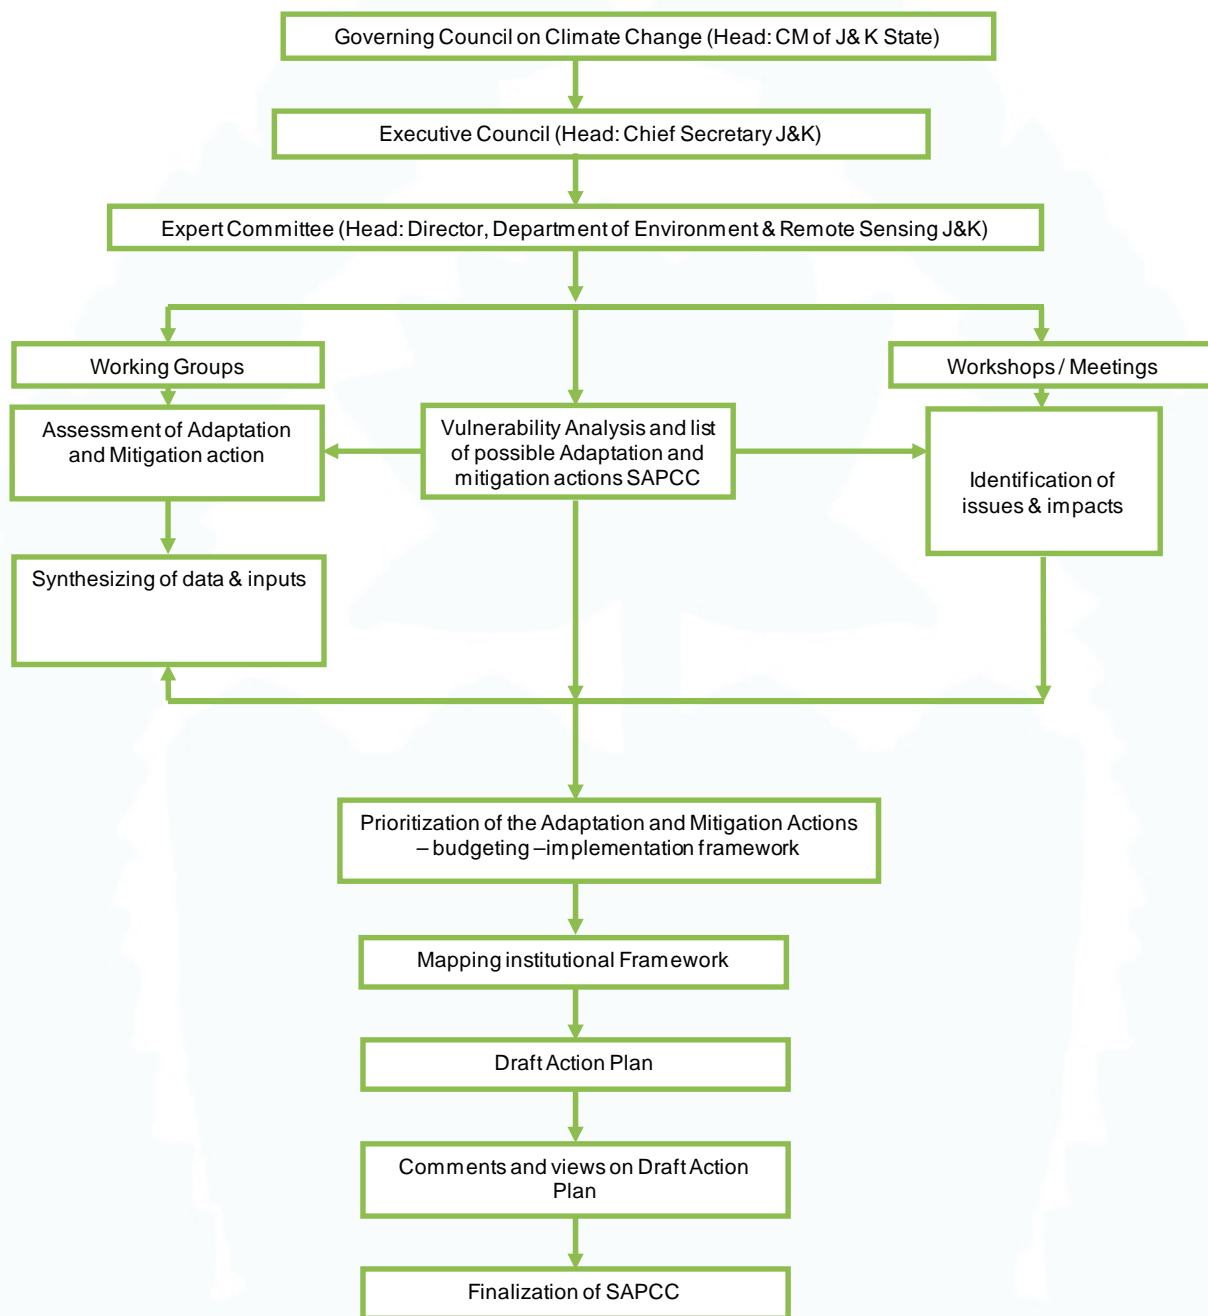 Governing Council on Climate Change (Head: CM of J& K State)
Executive Council (Head: Chief Secretary J&K)
Expert Committee (Head: Director, Department of Environment & Remote Sensing J&K)
Working Groups
Workshops / Meetings
Assessment of Adaptation
and Mitigation action
Vulnerability Analysis and list
of possible Adaptation and
mitigation actions SAPCC
Identification of
issues & impacts
Synthesizing of data & inputs
Prioritization of the Adaptation and Mitigation Actions
– budgeting –implementation framework
Mapping institutional Framework
Draft Action Plan
Comments and views on Draft Action
Plan
Finalization of SAPCC